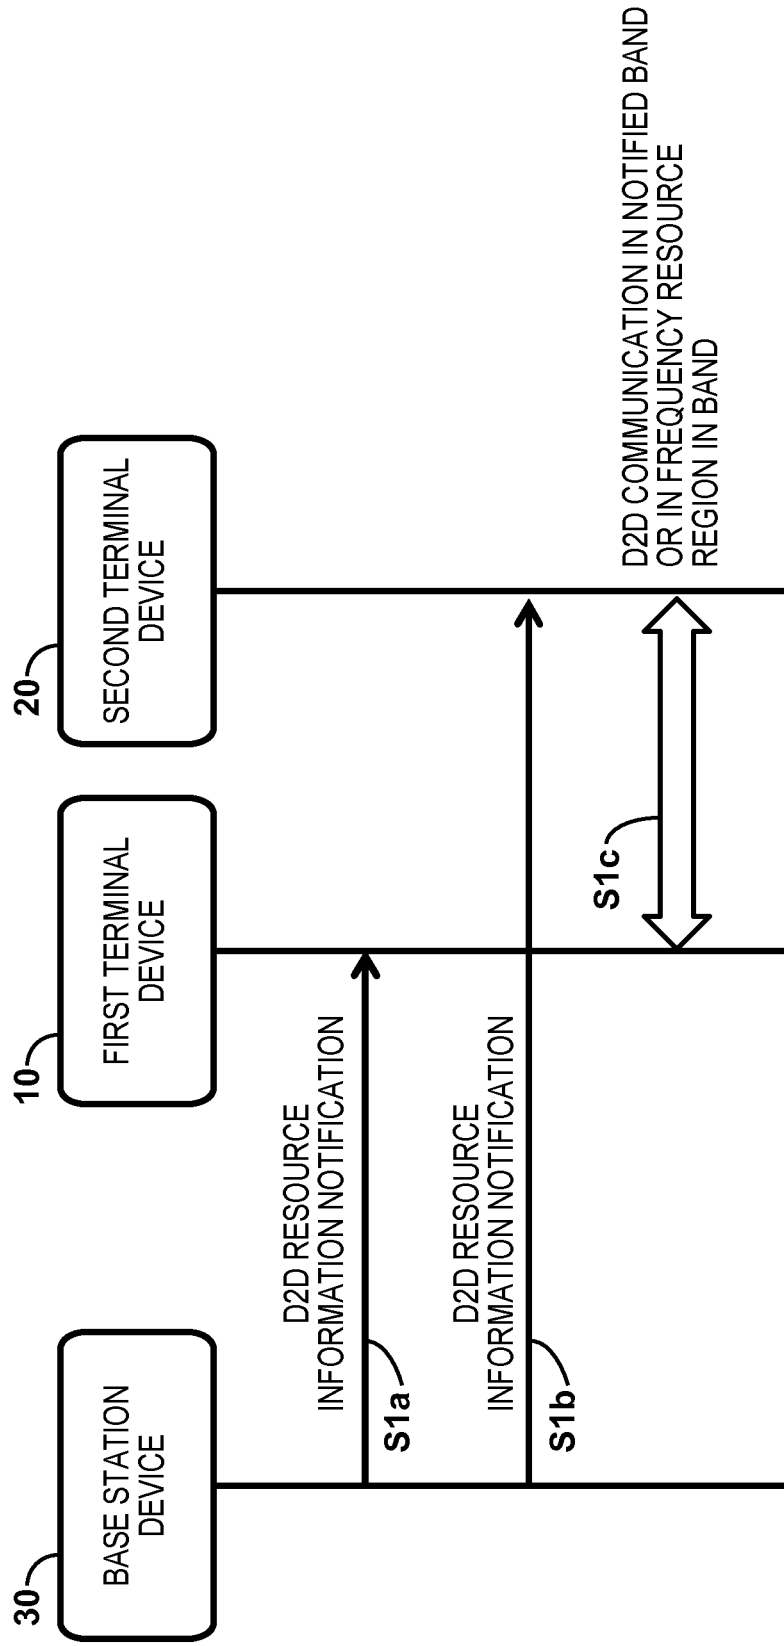 30
BASE STATION
DEVICE
10
FIRST TERMINAL
DEVICE
20
SECOND TERMINAL
DEVICE
D2D RESOURCE
INFORMATION NOTIFICATION
S1a
D2D RESOURCE
INFORMATION NOTIFICATION
S1b
S1c
D2D COMMUNICATION IN NOTIFIED BAND
OR IN FREQUENCY RESOURCE
REGION IN BAND